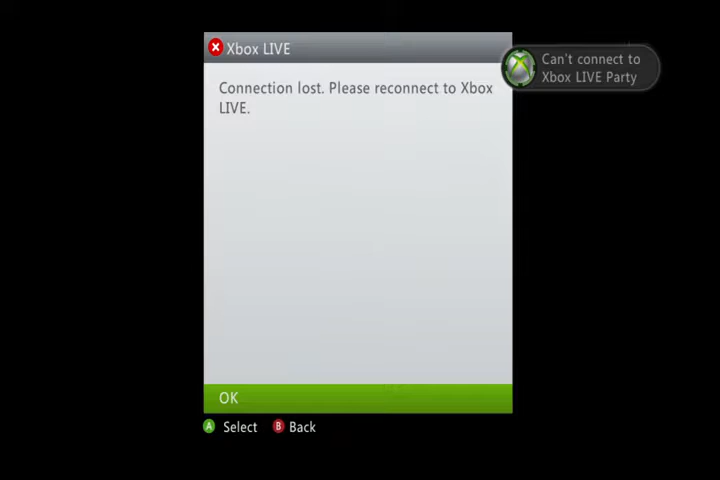 Xbox LIVE
Can't connect to
Xbox LIVE Party
Connection lost. Please reconnect to Xbox
LIVE.
OK
A Select B Back